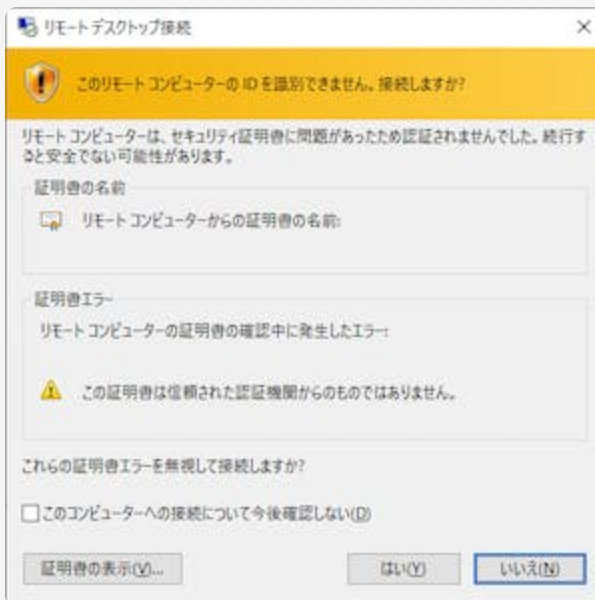 リモート デスクトップ接続
このリモート コンピューターの ID を識別できません。接続しますか?
リモート コンピューターは、セキュリティ証明書に問題があったため認証されませんでした。続行す
ると安全でない可能性があります。
証明書の名前
リモート コンピューターからの証明書の名前:
証明書エラー
リモート コンピューターの証明書の確認中に発生したエラー:
この証明書は信頼された認証機関からのものではありません。
これらの証明書エラーを無視して接続しますか?
このコンピューターへの接続について今後確認しない(D)
証明書の表示(V)... はい(Y) いいえ(N)